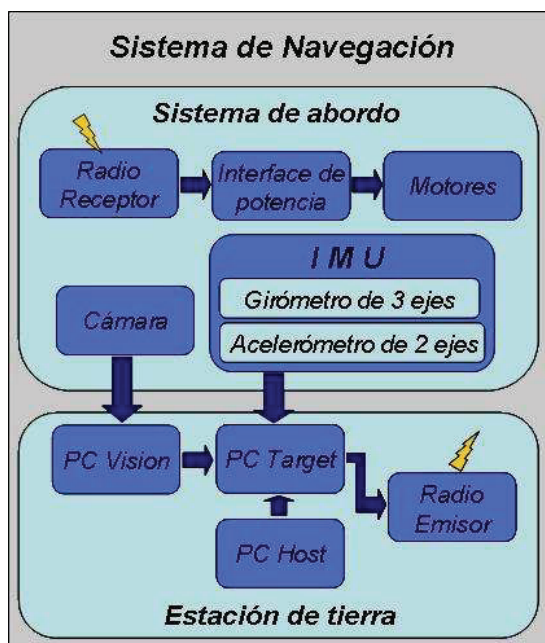 Sistema de Navegación
Sistema de abordo
Radio
Receptor
Interface de
potencia
Motores
I M U
Girómetro de 3 ejes
Acelerómetro de 2 ejes
Cámara
PC Vision
PC Target
Radio
Emisor
PC Host
Estación de tierra